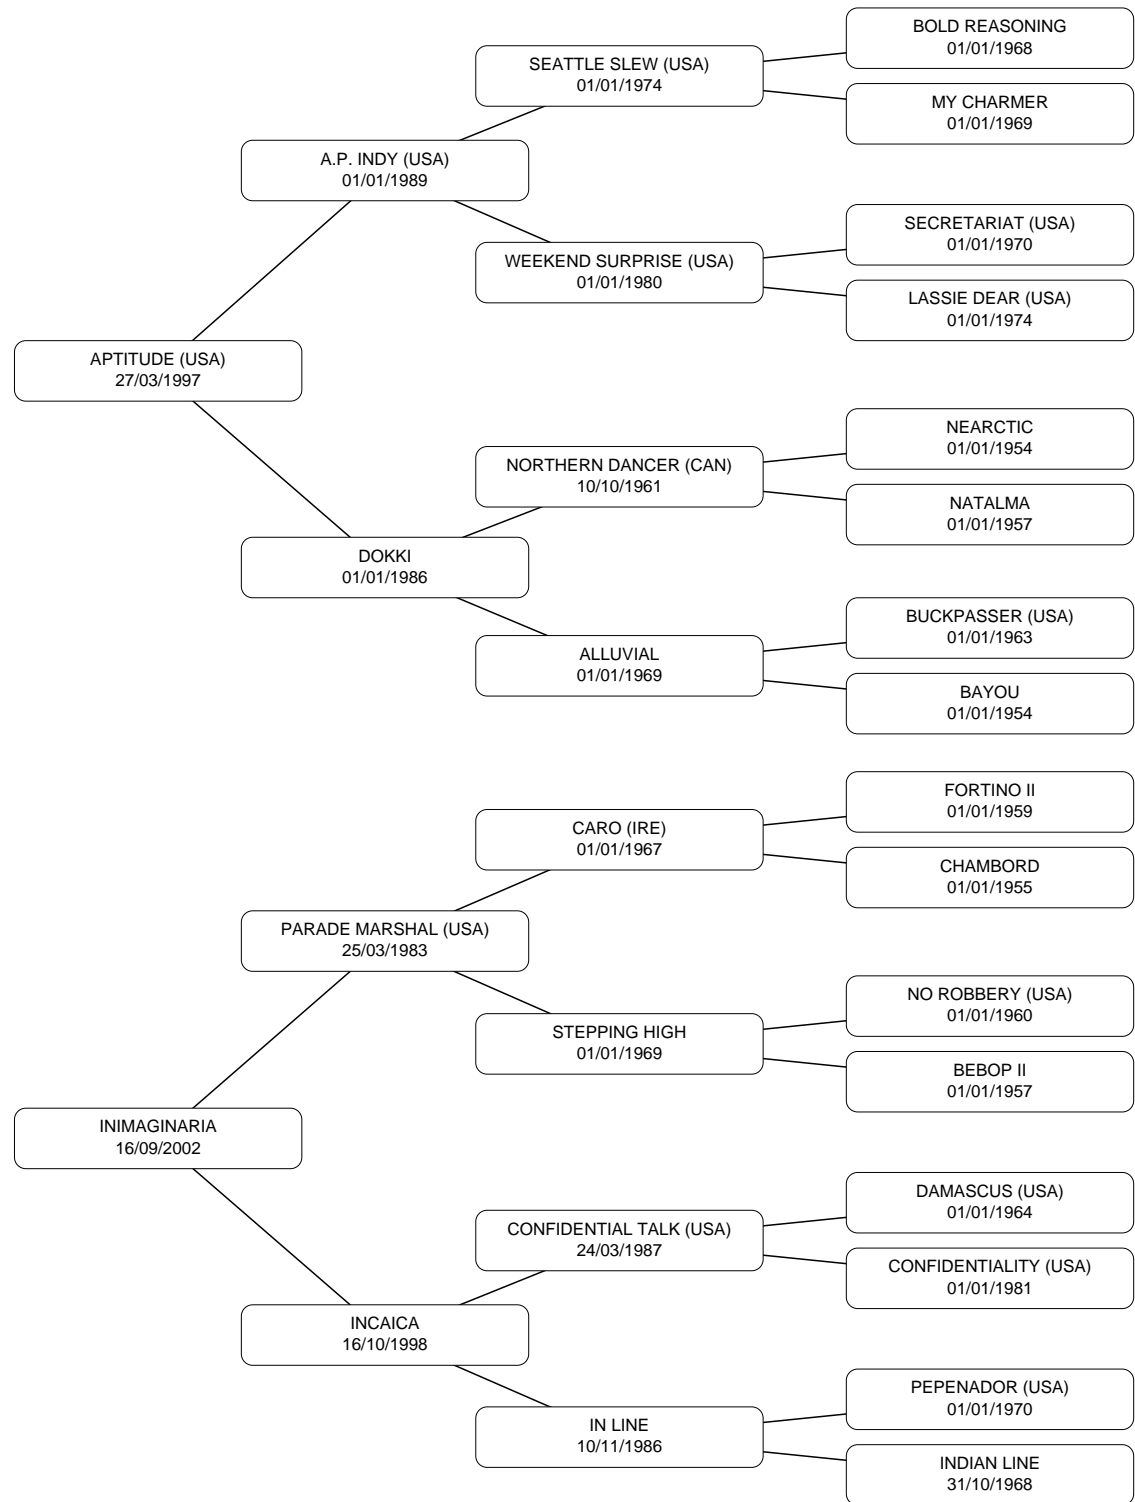 BOLD REASONING
01/01/1968
SEATTLE SLEW (USA)
01/01/1974
MY CHARMER
01/01/1969
A.P. INDY (USA)
01/01/1989
SECRETARIAT (USA)
01/01/1970
WEEKEND SURPRISE (USA)
01/01/1980
LASSIE DEAR (USA)
01/01/1974
APTITUDE (USA)
27/03/1997
NEARCTIC
01/01/1954
NORTHERN DANCER (CAN)
10/10/1961
NATALMA
01/01/1957
DOKKI
01/01/1986
BUCKPASSER (USA)
01/01/1963
ALLUVIAL
01/01/1969
BAYOU
01/01/1954
FORTINO II
01/01/1959
CARO (IRE)
01/01/1967
CHAMBORD
01/01/1955
PARADE MARSHAL (USA)
25/03/1983
NO ROBBERY (USA)
01/01/1960
STEPPING HIGH
01/01/1969
BEBOP II
01/01/1957
INIMAGINARIA
16/09/2002
DAMASCUS (USA)
01/01/1964
CONFIDENTIAL TALK (USA)
24/03/1987
CONFIDENTIALITY (USA)
01/01/1981
INCAICA
16/10/1998
PEPENADOR (USA)
01/01/1970
IN LINE
10/11/1986
INDIAN LINE
31/10/1968